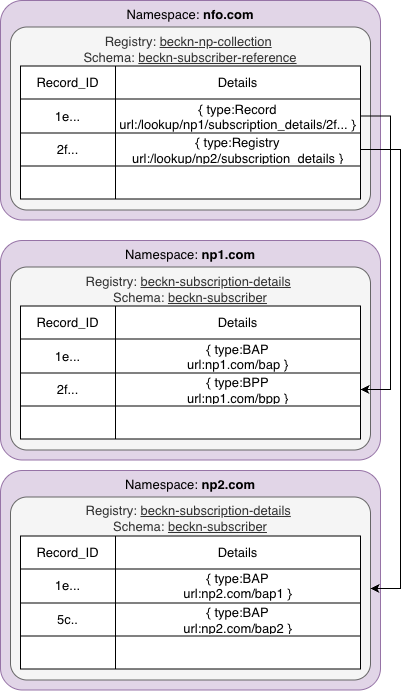 Namespace: nfo.com
Registry: beckn-np-collection
Schema: beckn-subscriber-reference
Record_ID Details
1e... { type:Record
url:/lookup/np1/subscription_details/2f... }
2f... { type:Registry
url:/lookup/np2/subscription_details }
Namespace: np1.com
Registry: beckn-subscription-details
Schema: beckn-subscriber
Record_ID Details
1e... { type:BAP
url:np1.com/bap }
2f... { type:BPP
url:np1.com/bpp }
Namespace: np2.com
Registry: beckn-subscription-details
Schema: beckn-subscriber
Record_ID Details
1e... { type:BAP
url:np2.com/bap1 }
5c.. { type:BAP
url:np2.com/bap2 }